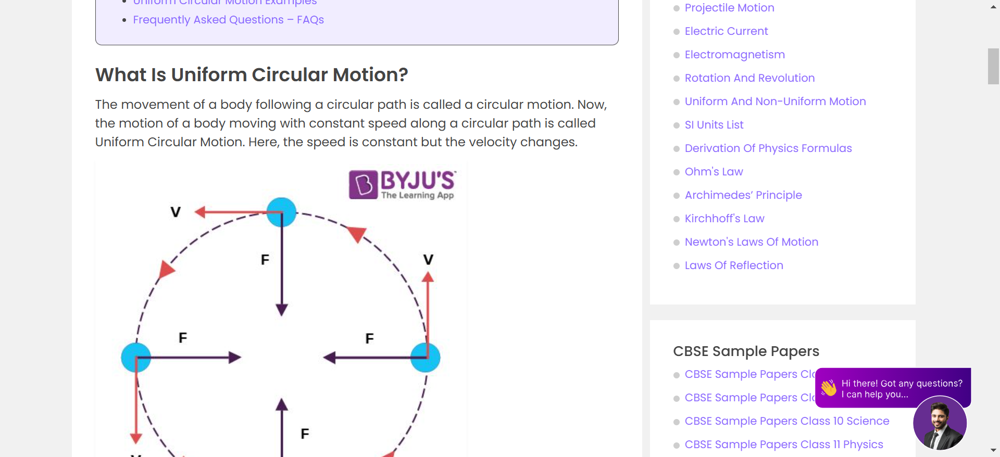 Uniform Circular Motion Examples
Frequently Asked Questions – FAQs
What Is Uniform Circular Motion?
The movement of a body following a circular path is called a circular motion. Now,
the motion of a body moving with constant speed along a circular path is called
Uniform Circular Motion. Here, the speed is constant but the velocity changes.
BYJU'S™
The Learning App
V
F
V
F
F
F
Projectile Motion
Electric Current
Electromagnetism
Rotation And Revolution
Uniform And Non-Uniform Motion
SI Units List
Derivation Of Physics Formulas
Ohm's Law
Archimedes’ Principle
Kirchhoff's Law
Newton's Laws Of Motion
Laws Of Reflection
CBSE Sample Papers
CBSE Sample Papers
CBSE Sample Papers
CBSE Sample Papers Class 10 Science
CBSE Sample Papers Class 11 Physics
Hi there! Got any questions?
I can help you...